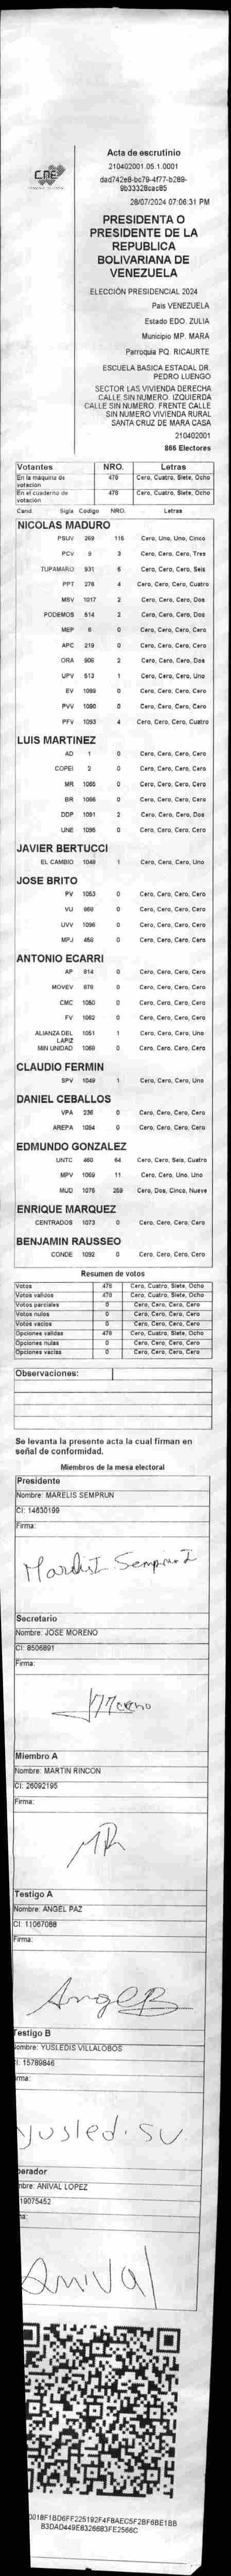 CNE
Acta de escrutinio
210402001.05.1.0001
28/07/2024 07:06:31 PM
PRESIDENTA O
PRESIDENTE DE LA
REPUBLICA
BOLIVARIANA DE
VENEZUELA
ELECCIÓN PRESIDENCIAL 2024
Pais VENEZUELA
Estado EDO. ZULIA
Municipio MP. MARA
Parroquia PQ. RICAURTE
ESCUELA BASICA ESTADAL DR.
PEDRO LUENGO
SECTOR LAS VIVIENDA DERECHA
CALLE SIN NUMERO. IZQUIERDA
CALLE SIN NUMERO. FRENTE CALLE
SIN NUMERO VIVIENDA RURAL
SANTA CRUZ DE MARA CASA
210402001
866 Electores
Votantes NRO. Letras
En la máquina de votación 478 Cero, Cuatro, Siete, Ocho
En el cuaderno de votación 478 Cero, Cuatro, Siete, Ocho
Cand. Sigla Codigo NRO. Letras
NICOLAS MADURO
PSUV 269 115 Cero, Uno, Uno, Cinco
PCV 9 3 Cero, Cero, Cero, Tres
TUPAMARO 931 6 Cero, Cero, Cero, Seis
PPT 276 4 Cero, Cero, Cero, Cuatro
MSV 1017 2 Cero, Cero, Cero, Dos
PODEMOS 514 2 Cero, Cero, Cero, Dos
MEP 6 0 Cero, Cero, Cero, Cero
APC 219 0 Cero, Cero, Cero, Cero
ORA 906 2 Cero, Cero, Cero, Dos
UPV 513 1 Cero, Cero, Cero, Uno
EV 1089 0 Cero, Cero, Cero, Cero
PVV 1090 0 Cero, Cero, Cero, Cero
PFV 1093 4 Cero, Cero, Cero, Cuatro
LUIS MARTINEZ
AD 1 0 Cero, Cero, Cero, Cero
COPEI 2 0 Cero, Cero, Cero, Cero
MR 1065 0 Cero, Cero, Cero, Cero
BR 1066 0 Cero, Cero, Cero, Cero
DDP 1091 2 Cero, Cero, Cero, Dos
UNE 1095 0 Cero, Cero, Cero, Cero
JAVIER BERTUCCI
EL CAMBIO 1048 1 Cero, Cero, Cero, Uno
JOSE BRITO
PV 1053 0 Cero, Cero, Cero, Cero
VU 868 0 Cero, Cero, Cero, Cero
UVV 1096 0 Cero, Cero, Cero, Cero
MPJ 458 0 Cero, Cero, Cero, Cero
ANTONIO ECARRI
AP 814 0 Cero, Cero, Cero, Cero
MOVEV 878 0 Cero, Cero, Cero, Cero
CMC 1050 0 Cero, Cero, Cero, Cero
FV 1062 0 Cero, Cero, Cero, Cero
ALIANZA DEL LAPIZ 1051 1 Cero, Cero, Cero, Uno
MIN UNIDAD 1069 0 Cero, Cero, Cero, Cero
CLAUDIO FERMIN
SPV 1049 1 Cero, Cero, Cero, Uno
DANIEL CEBALLOS
VPA 236 0 Cero, Cero, Cero, Cero
AREPA 1064 0 Cero, Cero, Cero, Cero
EDMUNDO GONZALEZ
UNTC 460 64 Cero, Cero, Seis, Cuatro
MPV 1069 11 Cero, Cero, Uno, Uno
MUD 1076 259 Cero, Dos, Cinco, Nueve
ENRIQUE MARQUEZ
CENTRADOS 1073 0 Cero, Cero, Cero, Cero
BENJAMIN RAUSSEO
CONDE 1092 0 Cero, Cero, Cero, Cero
Resumen de votos
Votos 478 Cero, Cuatro, Siete, Ocho
Votos validos 478 Cero, Cuatro, Siete, Ocho
Votos parciales 0 Cero, Cero, Cero, Cero
Votos nulos 0 Cero, Cero, Cero, Cero
Votos vacios 0 Cero, Cero, Cero, Cero
Opciones validas 478 Cero, Cuatro, Siete, Ocho
Opciones nulas 0 Cero, Cero, Cero, Cero
Opciones vacias 0 Cero, Cero, Cero, Cero
Observaciones:
Se levanta la presente acta la cual firman en
señal de conformidad.
Miembros de la mesa electoral
Presidente
Nombre: MARELIS SEMPRUN
CI: 14630199
Firma:
Secretario
Nombre: JOSE MORENO
CI: 8506891
Firma:
JMoreno
Miembro A
Nombre: MARTIN RINCON
CI: 26092195
Firma:
MR
Testigo A
Nombre: ANGEL PAZ
CI: 11067088
Firma:
Testigo B
ombre: YUSLEDIS VILLALOBOS
I: 15789846
irma:
erador
mbre: ANIVAL LOPEZ
19075452
ma:
Anival